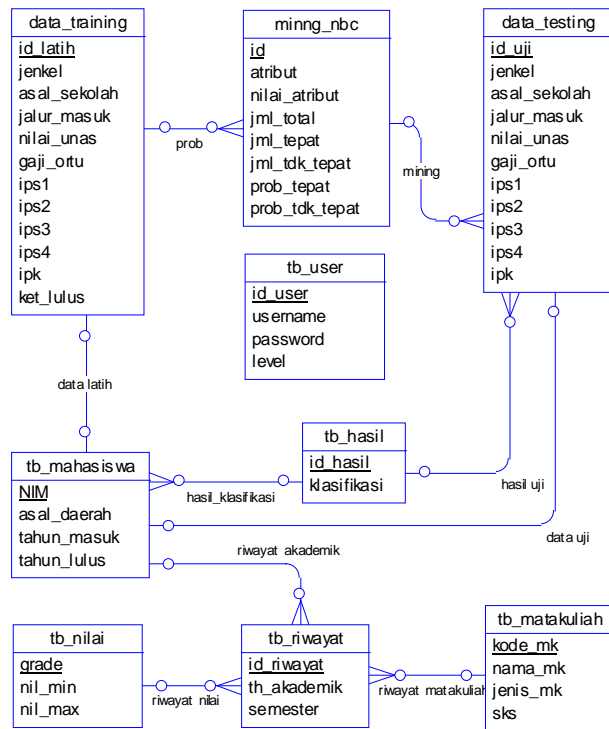 data_training
id_latih
jenkel
asal_sekolah
jalur_masuk
nilai_unas
gaji_ortu
ips1
ips2
ips3
ips4
ipk
ket_lulus
prob
minng_nbc
id
atribut
nilai_atribut
jml_total
jml_tepat
jml_tdk_tepat
prob_tepat
prob_tdk_tepat
mining
data_testing
id_uji
jenkel
asal_sekolah
jalur_masuk
nilai_unas
gaji_ortu
ips1
ips2
ips3
ips4
ipk
tb_user
id_user
username
password
level
data latih
tb_mahasiswa
NIM
asal_daerah
tahun_masuk
tahun_lulus
hasil_klasifikasi
tb_hasil
id_hasil
klasifikasi
hasil uji
data uji
riwayat akademik
tb_nilai
grade
nil_min
nil_max
riwayat nilai
tb_riwayat
id_riwayat
th_akademik
semester
riwayat matakuliah
tb_matakuliah
kode_mk
nama_mk
jenis_mk
sks